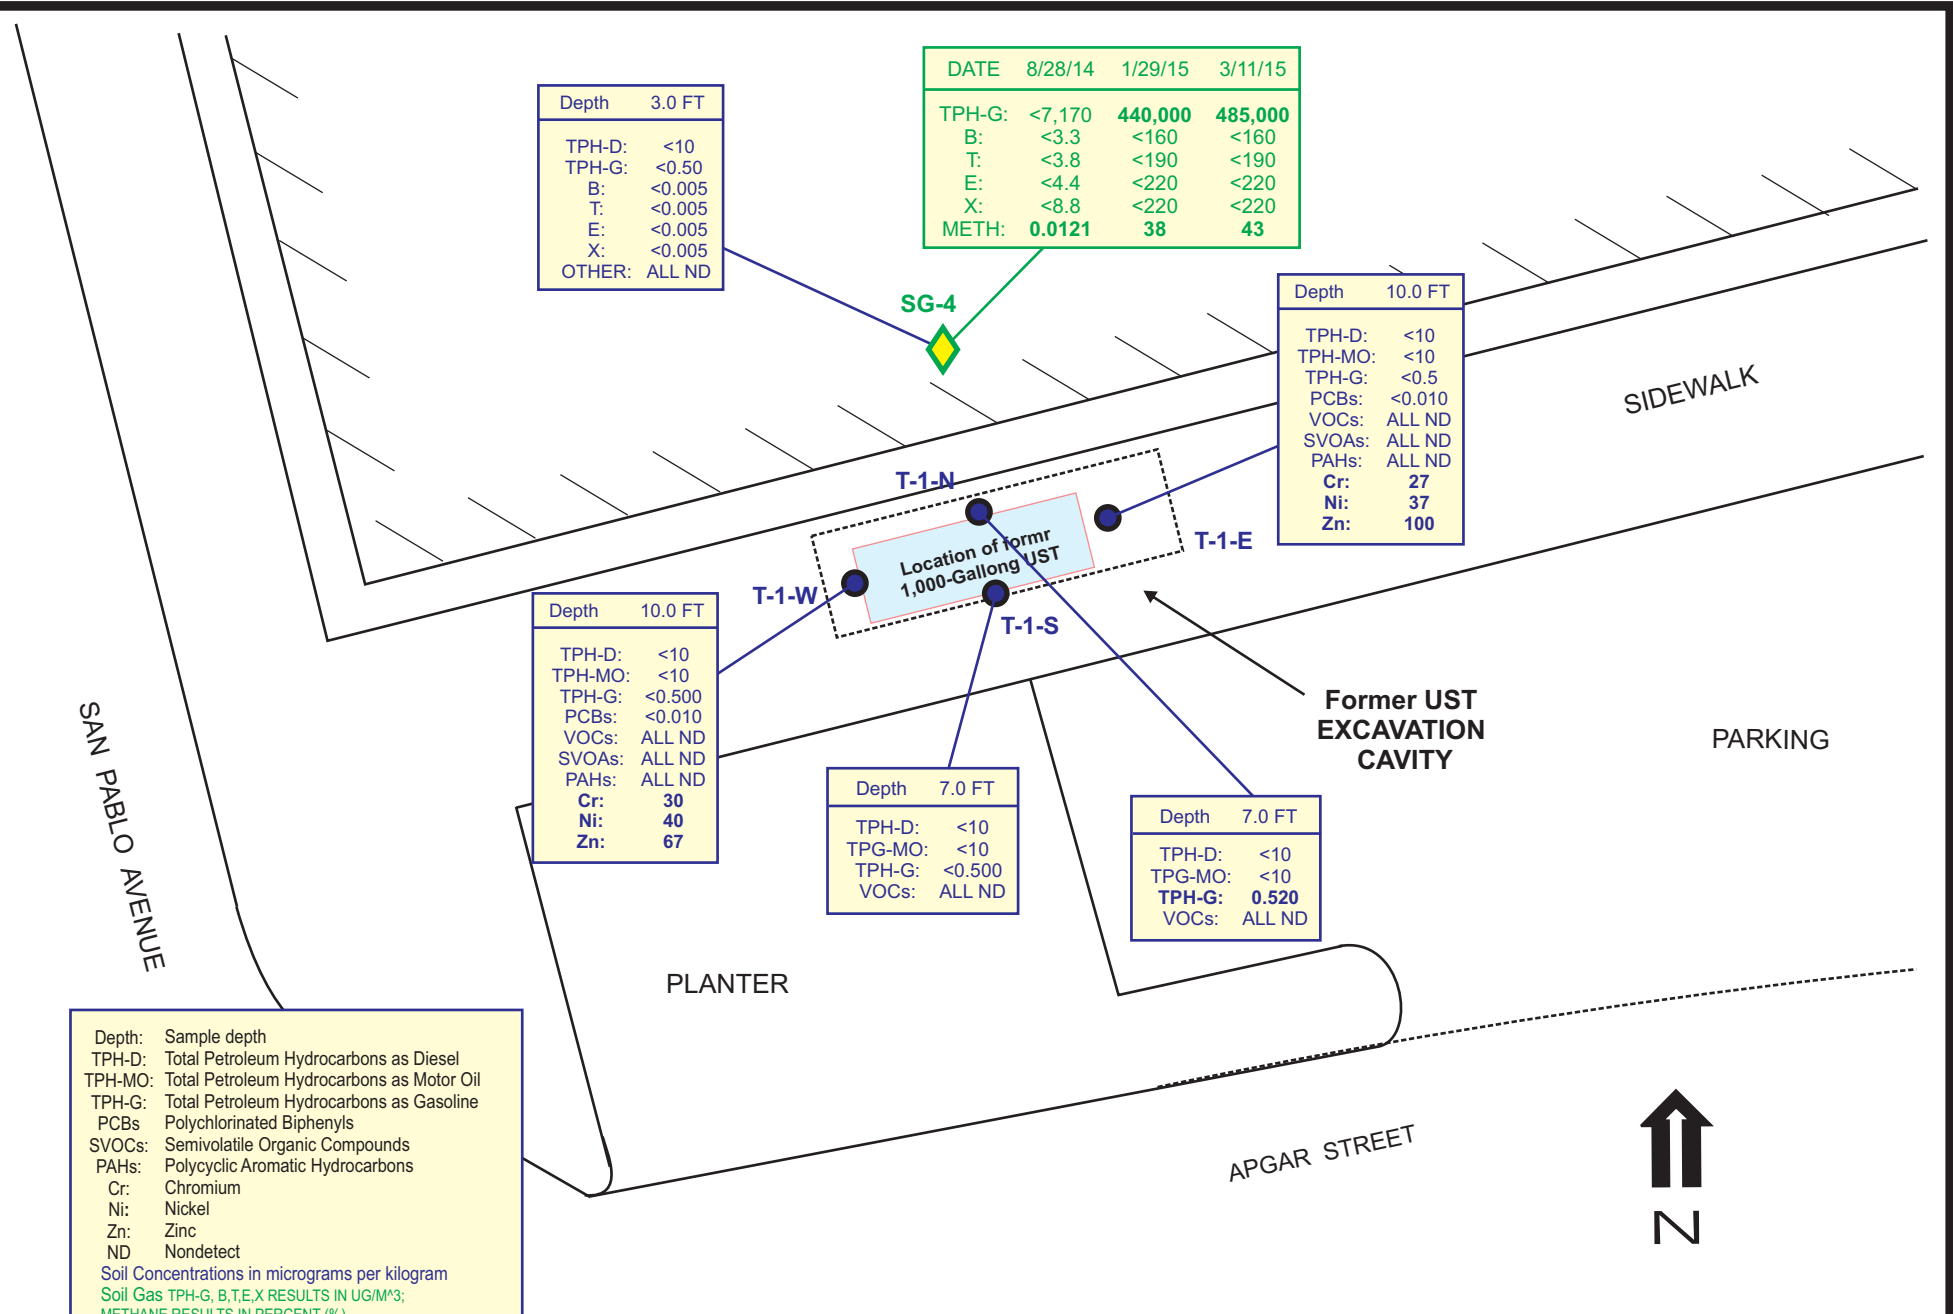 DATE 8/28/14 1/29/15 3/11/15
TPH-G: <7,170 440,000 485,000
B: <3.3 <160 <160
T: <3.8 <190 <190
E: <4.4 <220 <220
X: <8.8 <220 <220
METH: 0.0121 38 43
Depth 3.0 FT
TPH-D: <10
TPH-G: <0.50
B: <0.005
T: <0.005
E: <0.005
X: <0.005
OTHER: ALL ND
SG-4
Depth 10.0 FT
TPH-D: <10
TPH-MO: <10
TPH-G: <0.5
PCBs: <0.010
VOCs: ALL ND
SVOAs: ALL ND
PAHs: ALL ND
Cr: 27
Ni: 37
Zn: 100
SIDEWALK
T-1-N
T-1-E
Location of formr
1,000-Gallong UST
T-1-W
T-1-S
Depth 10.0 FT
TPH-D: <10
TPH-MO: <10
TPH-G: <0.500
PCBs: <0.010
VOCs: ALL ND
SVOAs: ALL ND
PAHs: ALL ND
Cr: 30
Ni: 40
Zn: 67
Former UST
EXCAVATION
CAVITY
PARKING
SAN PABLO AVENUE
Depth 7.0 FT
TPH-D: <10
TPG-MO: <10
TPH-G: <0.500
VOCs: ALL ND
Depth 7.0 FT
TPH-D: <10
TPG-MO: <10
TPH-G: 0.520
VOCs: ALL ND
PLANTER
Depth: Sample depth
TPH-D: Total Petroleum Hydrocarbons as Diesel
TPH-MO: Total Petroleum Hydrocarbons as Motor Oil
TPH-G: Total Petroleum Hydrocarbons as Gasoline
PCBs Polychlorinated Biphenyls
SVOCs: Semivolatile Organic Compounds
PAHs: Polycyclic Aromatic Hydrocarbons
Cr: Chromium
Ni: Nickel
Zn: Zinc
ND Nondetect
Soil Concentrations in micrograms per kilogram
Soil Gas TPH-G, B,T,E,X RESULTS IN UG/M^3;
METHANE RESULTS IN PERCENT (%)
APGAR STREET
N